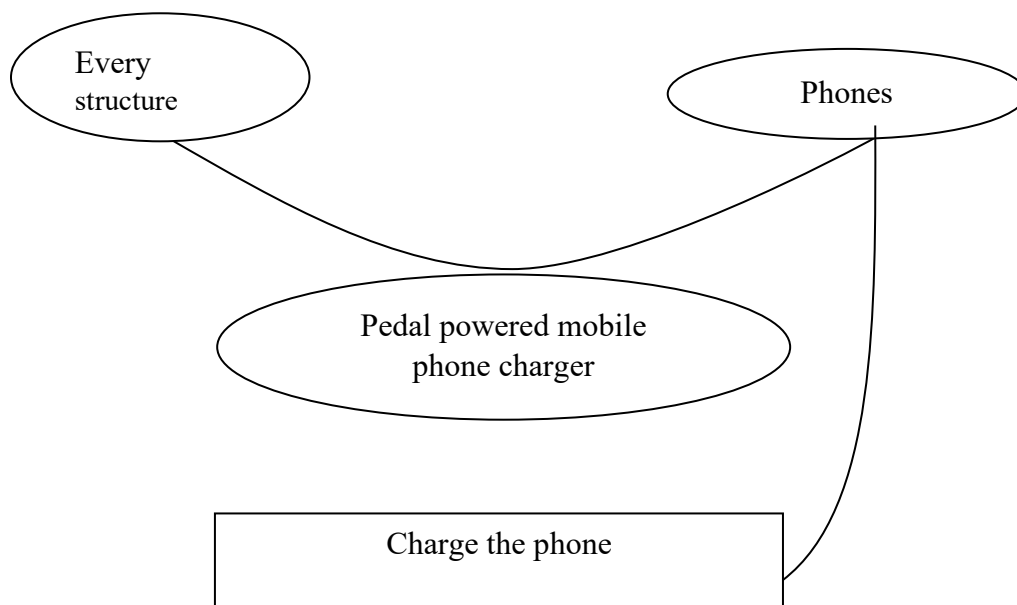 Every
structure
Phones
Pedal powered mobile
phone charger
Charge the phone